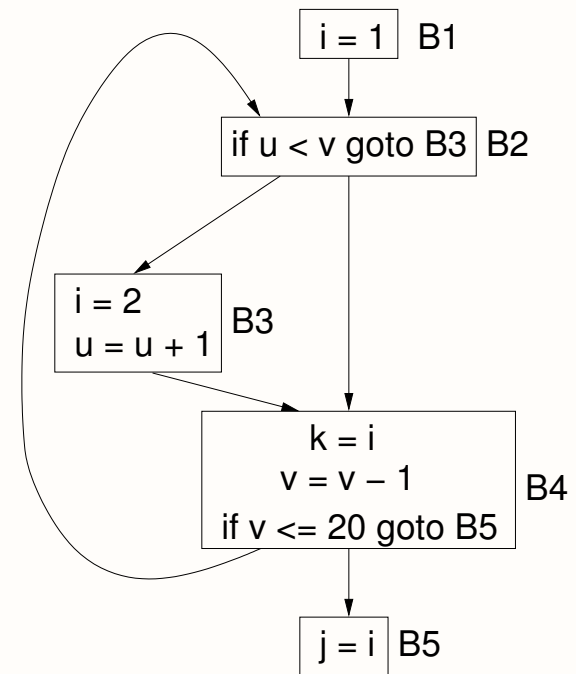 i = 1 B1
if u < v goto B3 B2
i = 2
u = u + 1
B3
k = i
v = v − 1
if v <= 20 goto B5
B4
j = i B5